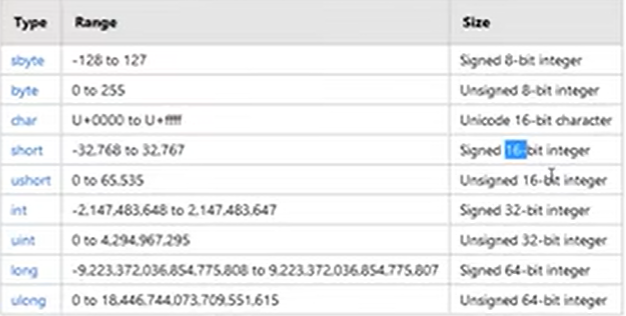 Type Range Size
sbyte -128 to 127 Signed 8-bit integer
byte 0 to 255 Unsigned 8-bit integer
char U+0000 to U+ffff Unicode 16-bit character
short -32,768 to 32,767 Signed 16-bit integer
ushort 0 to 65,535 Unsigned 16-bit integer
int -2,147,483,648 to 2,147,483,647 Signed 32-bit integer
uint 0 to 4,294,967,295 Unsigned 32-bit integer
long -9,223,372,036,854,775,808 to 9,223,372,036,854,775,807 Signed 64-bit integer
ulong 0 to 18,446,744,073,709,551,615 Unsigned 64-bit integer